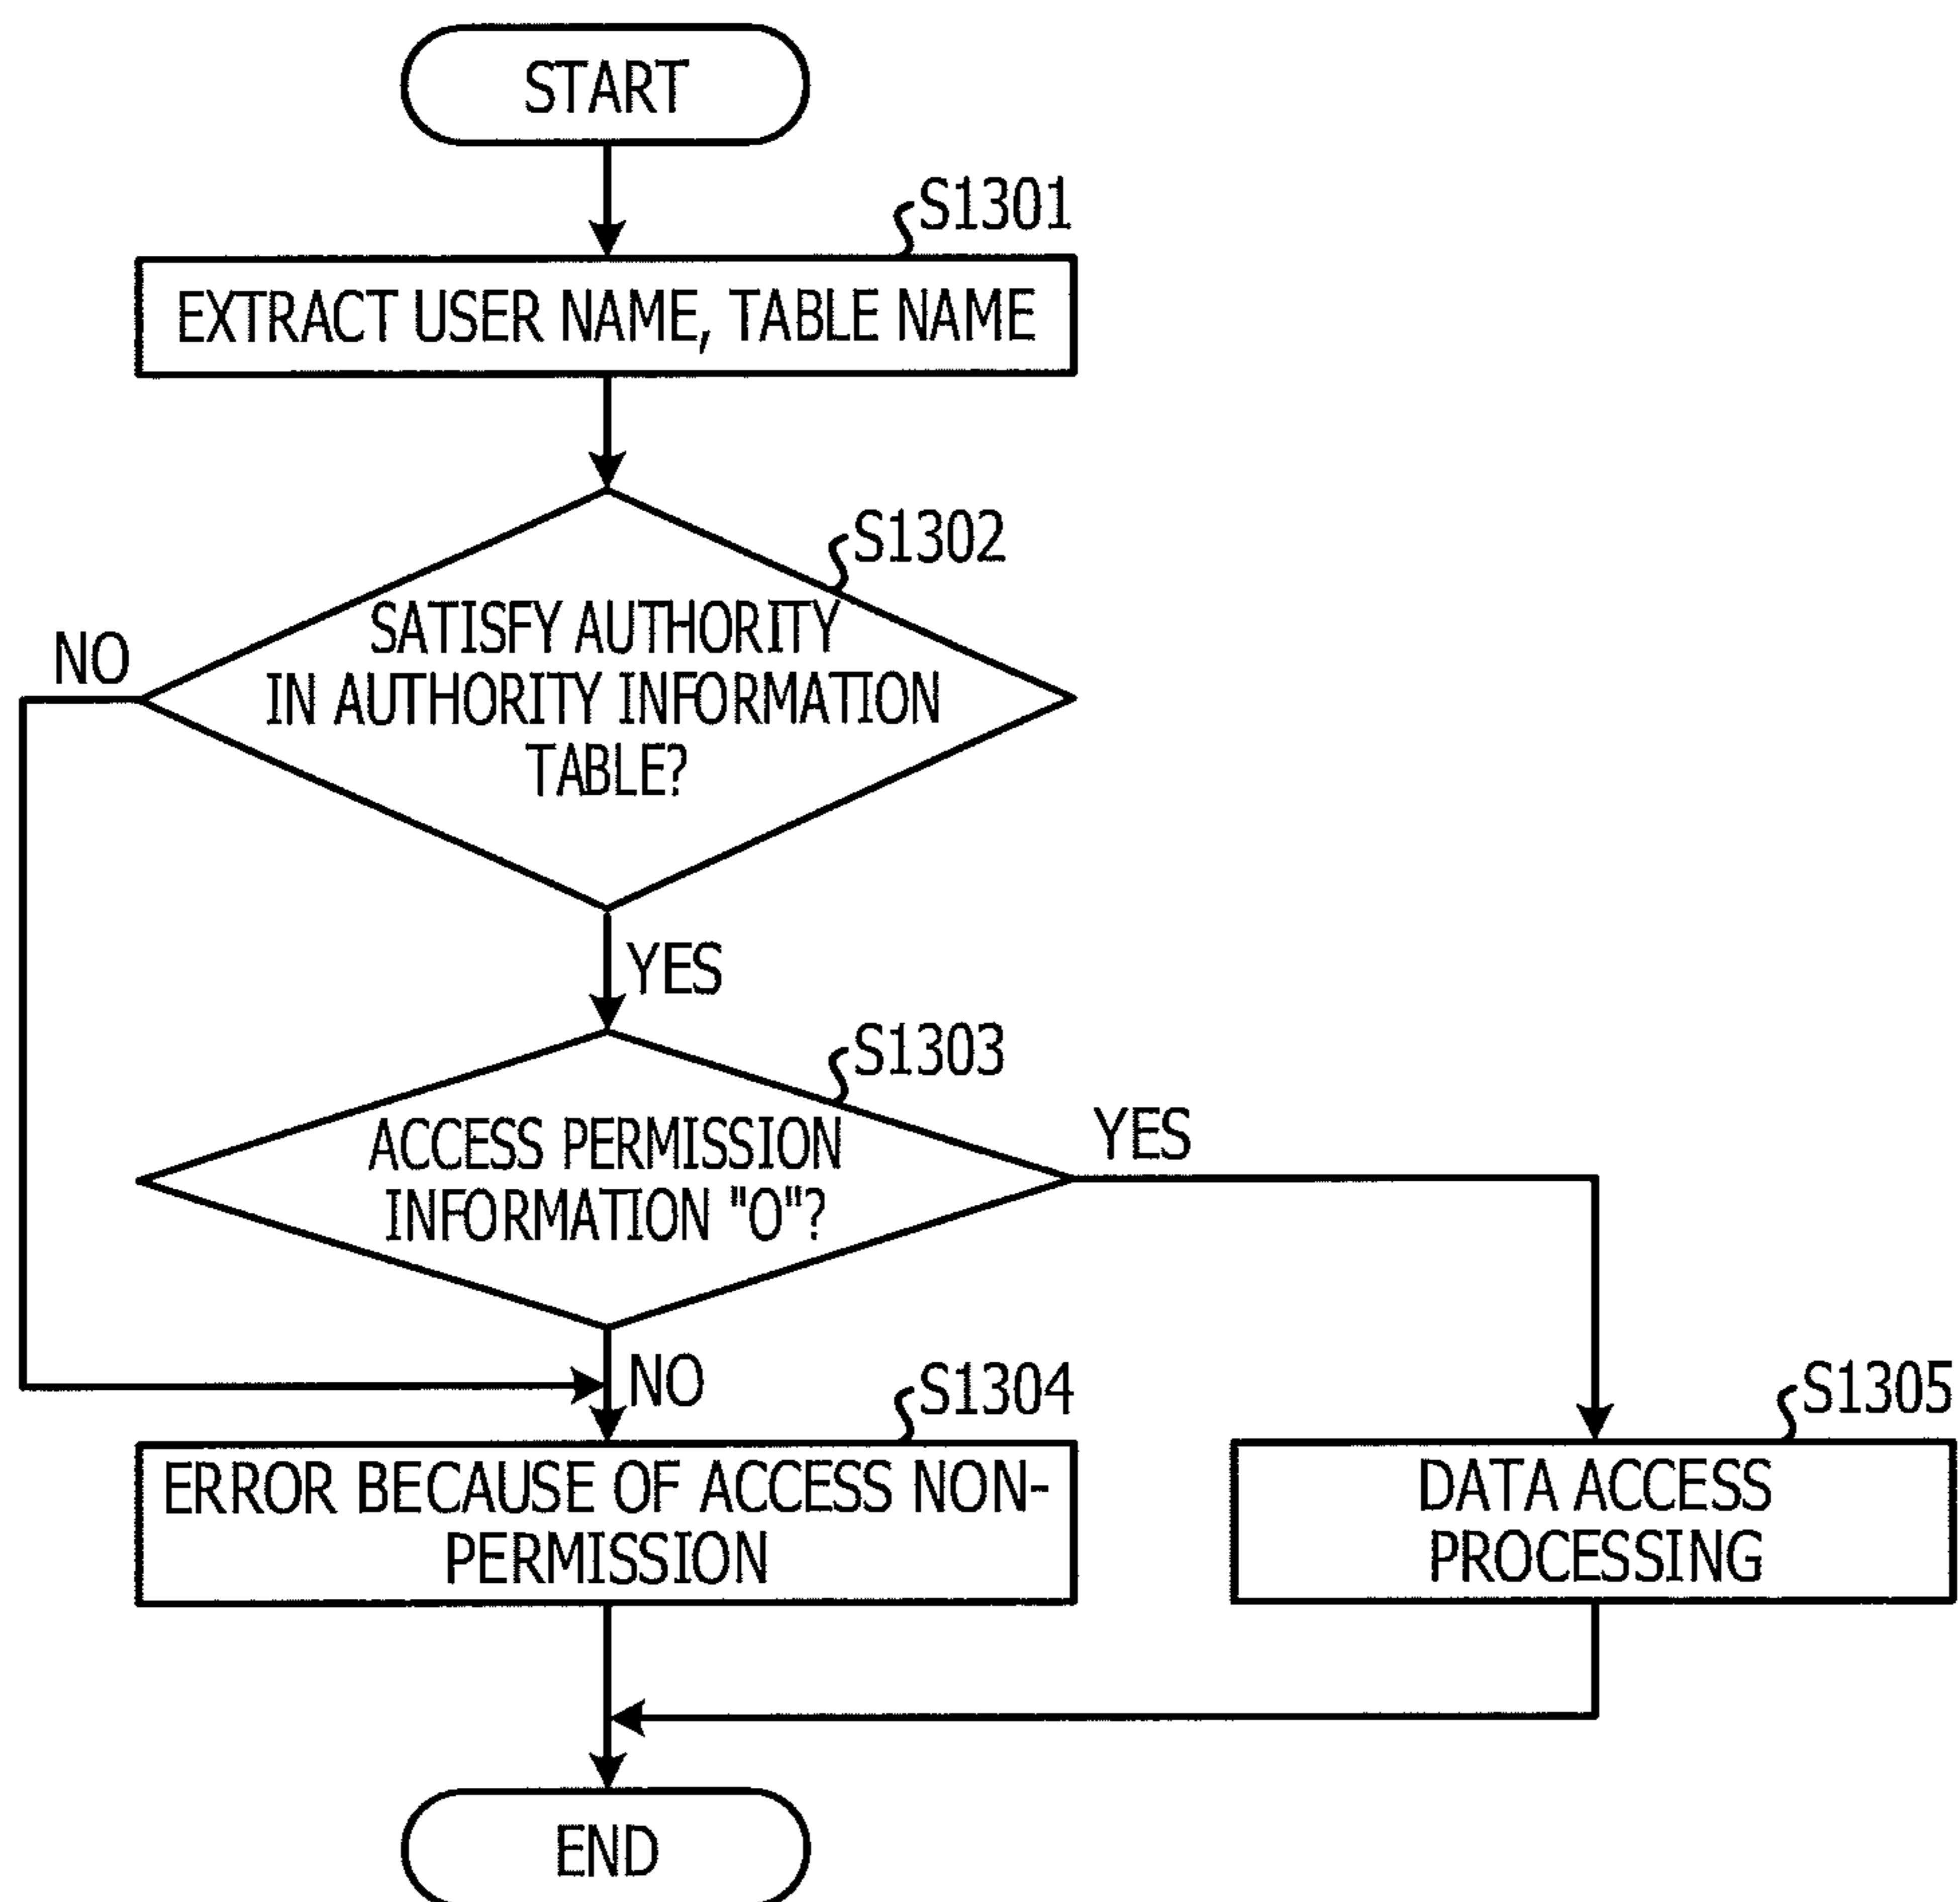 START
S1301
EXTRACT USER NAME, TABLE NAME
S1302
SATISFY AUTHORITY
IN AUTHORITY INFORMATION
TABLE?
NO
YES
S1303
ACCESS PERMISSION
INFORMATION "O"?
YES
NO
S1304
ERROR BECAUSE OF ACCESS NON-
PERMISSION
S1305
DATA ACCESS
PROCESSING
END